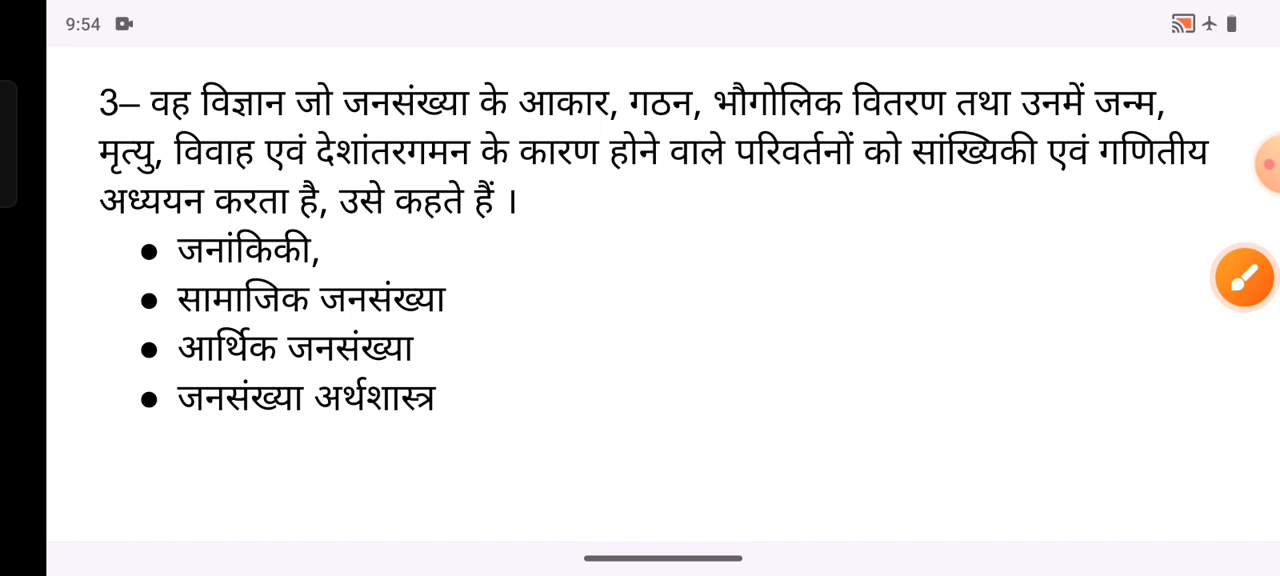 9:54
3– वह विज्ञान जो जनसंख्या के आकार, गठन, भौगोलिक वितरण तथा उनमें जन्म,
मृत्यु, विवाह एवं देशांतरगमन के कारण होने वाले परिवर्तनों को सांख्यिकी एवं गणितीय
अध्ययन करता है, उसे कहते हैं ।
● जनांकिकी,
● सामाजिक जनसंख्या
● आर्थिक जनसंख्या
● जनसंख्या अर्थशास्त्र